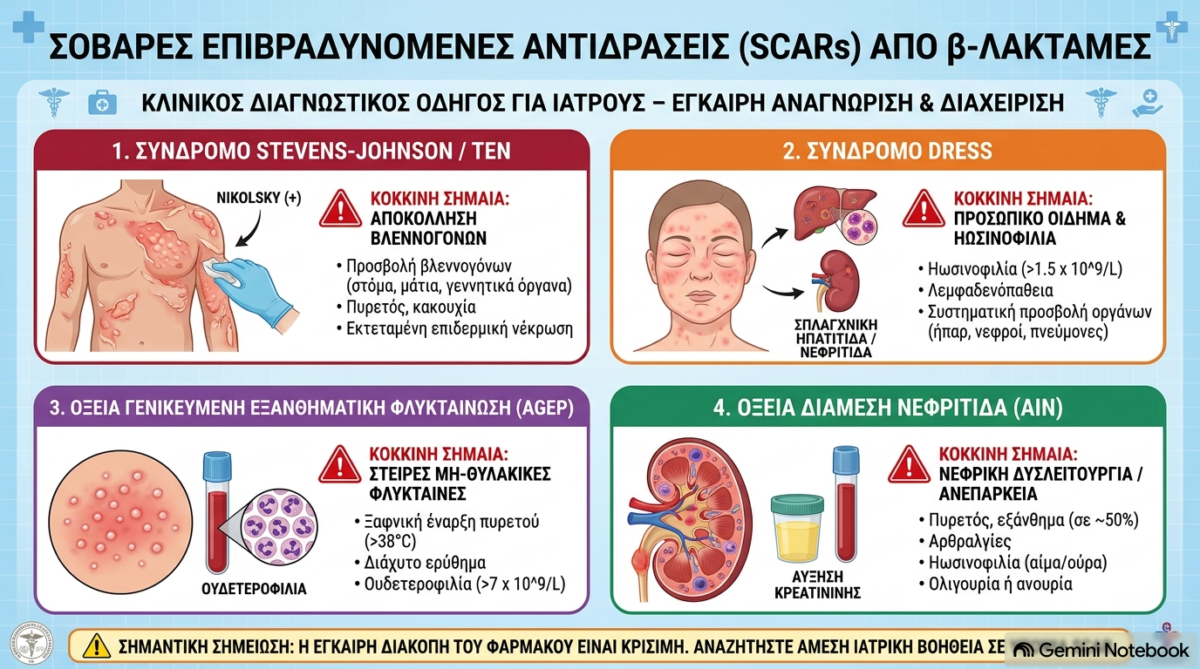 ΣΟΒΑΡΕΣ ΕΠΙΒΡΑΔΥΝΟΜΕΝΕΣ ΑΝΤΙΔΡΑΣΕΙΣ (SCARs) ΑΠΟ β-ΛΑΚΤΑΜΕΣ
ΚΛΙΝΙΚΟΣ ΔΙΑΓΝΩΣΤΙΚΟΣ ΟΔΗΓΟΣ ΓΙΑ ΙΑΤΡΟΥΣ – ΕΓΚΑΙΡΗ ΑΝΑΓΝΩΡΙΣΗ & ΔΙΑΧΕΙΡΙΣΗ
1. ΣΥΝΔΡΟΜΟ STEVENS-JOHNSON / TEN
NIKOLSKY (+)
ΚΟΚΚΙΝΗ ΣΗΜΑΙΑ:
ΑΠΟΚΟΛΛΗΣΗ
ΒΛΕΝΝΟΓΟΝΩΝ
• Προσβολή βλεννογόνων
(στόμα, μάτια, γεννητικά όργανα)
• Πυρετός, κακουχία
• Εκτεταμένη επιδερμική νέκρωση
2. ΣΥΝΔΡΟΜΟ DRESS
ΣΠΛΑΓΧΝΙΚΗ
ΗΠΑΤΙΤΙΔΑ /
ΝΕΦΡΙΤΙΔΑ
ΚΟΚΚΙΝΗ ΣΗΜΑΙΑ:
ΠΡΟΣΩΠΙΚΟ ΟΙΔΗΜΑ &
ΗΩΣΙΝΟΦΙΛΙΑ
• Ηωσινοφιλία (>1.5 x 10^9/L)
• Λεμφαδενόπαθεια
• Συστηματική προσβολή οργάνων
(ήπαρ, νεφροί, πνεύμονες)
3. ΟΞΕΙΑ ΓΕΝΙΚΕΥΜΕΝΗ ΕΞΑΝΘΗΜΑΤΙΚΗ ΦΛΥΚΤΑΙΝΩΣΗ (AGEP)
ΟΥΔΕΤΕΡΟΦΙΛΙΑ
ΚΟΚΚΙΝΗ ΣΗΜΑΙΑ:
ΣΤΕΙΡΕΣ ΜΗ-ΘΥΛΑΚΙΚΕΣ
ΦΛΥΚΤΑΙΝΕΣ
• Ξαφνική έναρξη πυρετού
(>38°C)
• Διάχυτο ερύθημα
• Ουδετεροφιλία (>7 x 10^9/L)
4. ΟΞΕΙΑ ΔΙΑΜΕΣΗ ΝΕΦΡΙΤΙΔΑ (AIN)
ΑΥΞΗΣΗ
ΚΡΕΑΤΙΝΙΝΗΣ
ΚΟΚΚΙΝΗ ΣΗΜΑΙΑ:
ΝΕΦΡΙΚΗ ΔΥΣΛΕΙΤΟΥΡΓΙΑ /
ΑΝΕΠΑΡΚΕΙΑ
• Πυρετός, εξάνθημα (σε ~50%)
• Αρθραλγίες
• Ηωσινοφιλία (αίμα/ούρα)
• Ολιγουρία ή ανουρία
ΣΗΜΑΝΤΙΚΗ ΣΗΜΕΙΩΣΗ: Η ΕΓΚΑΙΡΗ ΔΙΑΚΟΠΗ ΤΟΥ ΦΑΡΜΑΚΟΥ ΕΙΝΑΙ ΚΡΙΣΙΜΗ. ΑΝΑΖΗΤΗΣΤΕ ΑΜΕΣΗ ΙΑΤΡΙΚΗ ΒΟΗΘΕΙΑ ΣΕ
Gemini Notebook